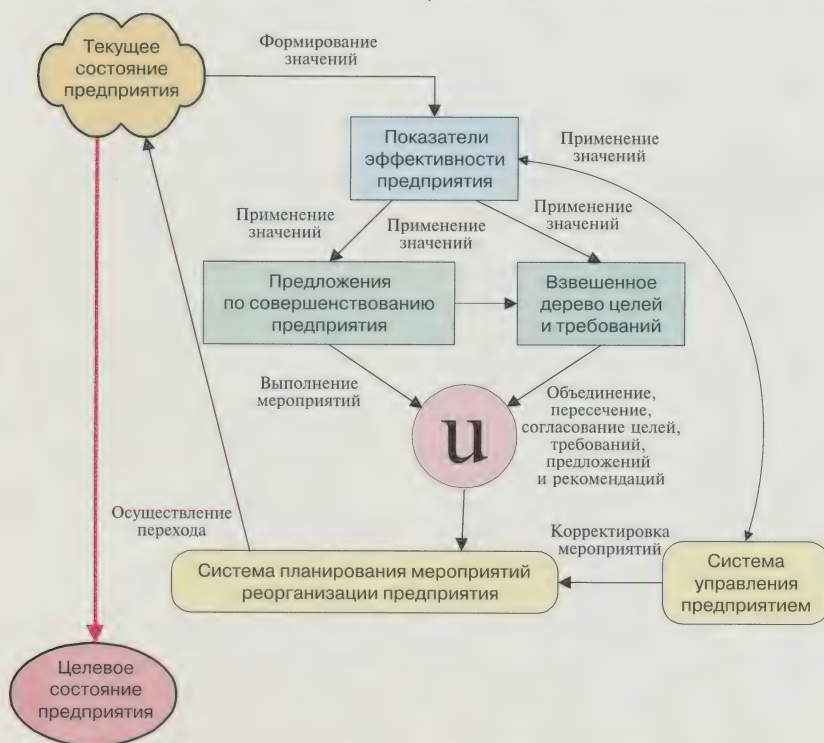 Текущее
состояние
предприятия
Формирование
значений
Показатели
эффективности
предприятия
Применение
значений
Применение
значений
Применение
значений
Применение
значений
Предложения
по совершенствованию
предприятия
Взвешенное
дерево целей
и требований
Выполнение
мероприятий
u
Объединение,
пересечение,
согласование целей,
требований,
предложений
и рекомендаций
Осуществление
перехода
Корректировка
мероприятий
Система планирования мероприятий
реорганизации предприятия
Система
управления
предприятием
Целевое
состояние
предприятия